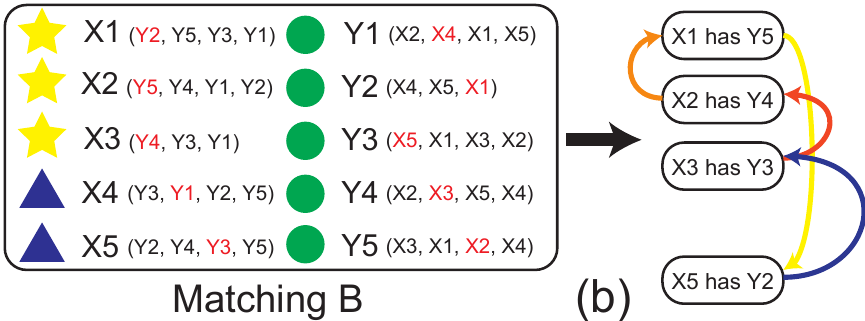 X1 (Y2, Y5, Y3, Y1) Y1 (X2, X4, X1, X5)
X2 (Y5, Y4, Y1, Y2) Y2 (X4, X5, X1)
X3 (Y4, Y3, Y1) Y3 (X5, X1, X3, X2)
X4 (Y3, Y1, Y2, Y5) Y4 (X2, X3, X5, X4)
X5 (Y2, Y4, Y3, Y5) Y5 (X3, X1, X2, X4)
Matching B
(b)
X1 has Y5
X2 has Y4
X3 has Y3
X5 has Y2